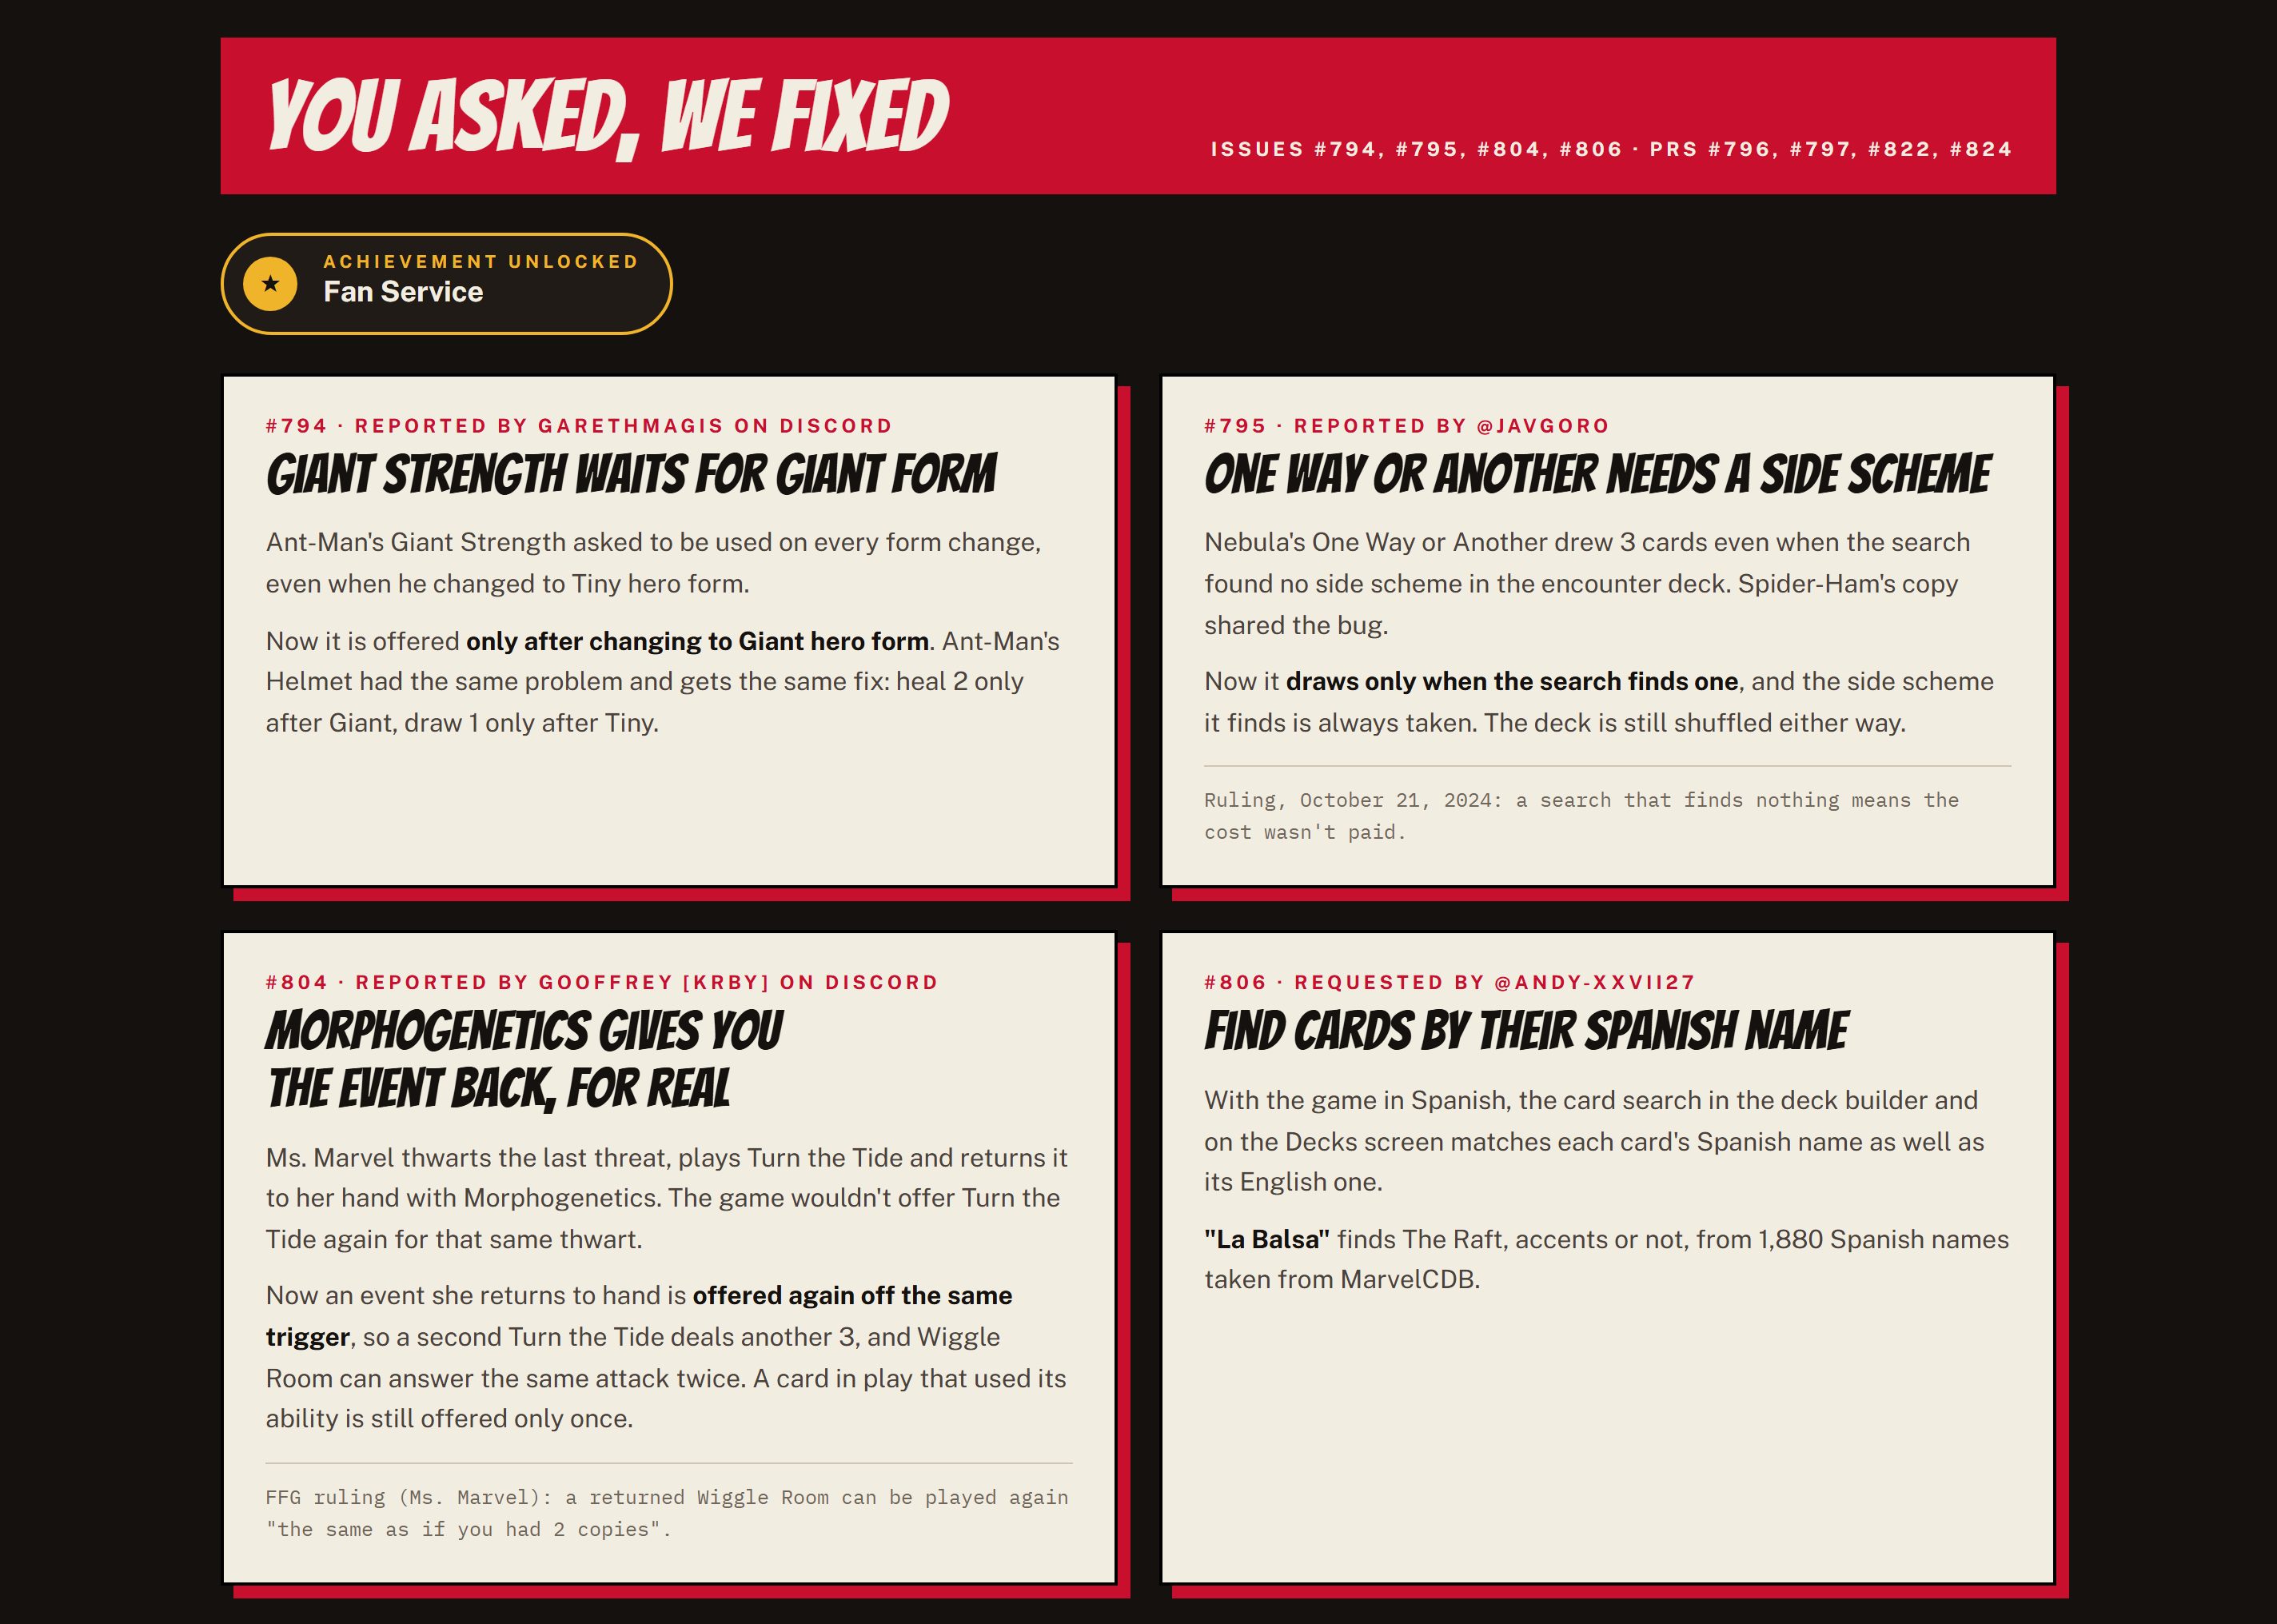 YOU ASKED, WE FIXED
ISSUES #794, #795, #804, #806 · PRS #796, #797, #822, #824
★
ACHIEVEMENT UNLOCKED
Fan Service
#794 · REPORTED BY GARETHMAGIS ON DISCORD
GIANT STRENGTH WAITS FOR GIANT FORM
Ant-Man's Giant Strength asked to be used on every form change,
even when he changed to Tiny hero form.
Now it is offered only after changing to Giant hero form. Ant-Man's
Helmet had the same problem and gets the same fix: heal 2 only
after Giant, draw 1 only after Tiny.
#795 · REPORTED BY @JAVGORO
ONE WAY OR ANOTHER NEEDS A SIDE SCHEME
Nebula's One Way or Another drew 3 cards even when the search
found no side scheme in the encounter deck. Spider-Ham's copy
shared the bug.
Now it draws only when the search finds one, and the side scheme
it finds is always taken. The deck is still shuffled either way.
Ruling, October 21, 2024: a search that finds nothing means the
cost wasn't paid.
#804 · REPORTED BY GOOFFREY [KRBY] ON DISCORD
MORPHOGENETICS GIVES YOU
THE EVENT BACK, FOR REAL
Ms. Marvel thwarts the last threat, plays Turn the Tide and returns it
to her hand with Morphogenetics. The game wouldn't offer Turn the
Tide again for that same thwart.
Now an event she returns to hand is offered again off the same
trigger, so a second Turn the Tide deals another 3, and Wiggle
Room can answer the same attack twice. A card in play that used its
ability is still offered only once.
FFG ruling (Ms. Marvel): a returned Wiggle Room can be played again
"the same as if you had 2 copies".
#806 · REQUESTED BY @ANDY-XXVII27
FIND CARDS BY THEIR SPANISH NAME
With the game in Spanish, the card search in the deck builder and
on the Decks screen matches each card's Spanish name as well as
its English one.
"La Balsa" finds The Raft, accents or not, from 1,880 Spanish names
taken from MarvelCDB.